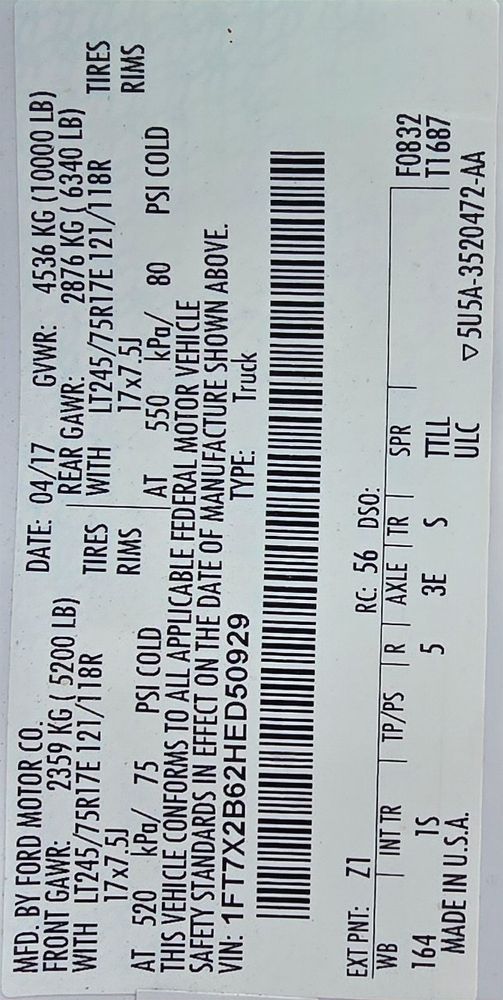 MFD. BY FORD MOTOR CO.
DATE: 04/17 GVWR: 4536 KG (10000 LB)
FRONT GAWR: 2359 KG ( 5200 LB) REAR GAWR: 2876 KG ( 6340 LB)
WITH LT245/75R17E 121/118R TIRES WITH LT245/75R17E 121/118R TIRES
17x7.5J RIMS 17x7.5J RIMS
AT 520 kPa/ 75 PSI COLD AT 550 kPa/ 80 PSI COLD
THIS VEHICLE CONFORMS TO ALL APPLICABLE FEDERAL MOTOR VEHICLE
SAFETY STANDARDS IN EFFECT ON THE DATE OF MANUFACTURE SHOWN ABOVE.
VIN: 1FT7X2B62HED50929 TYPE: Truck
EXT PNT: Z1 RC: 56 DSO:
WB INT TR TP/PS R AXLE TR SPR F0832
164 1S 5 3E S TTLL T1687
ULC
MADE IN U.S.A. ▽ 5U5A-3520472-AA